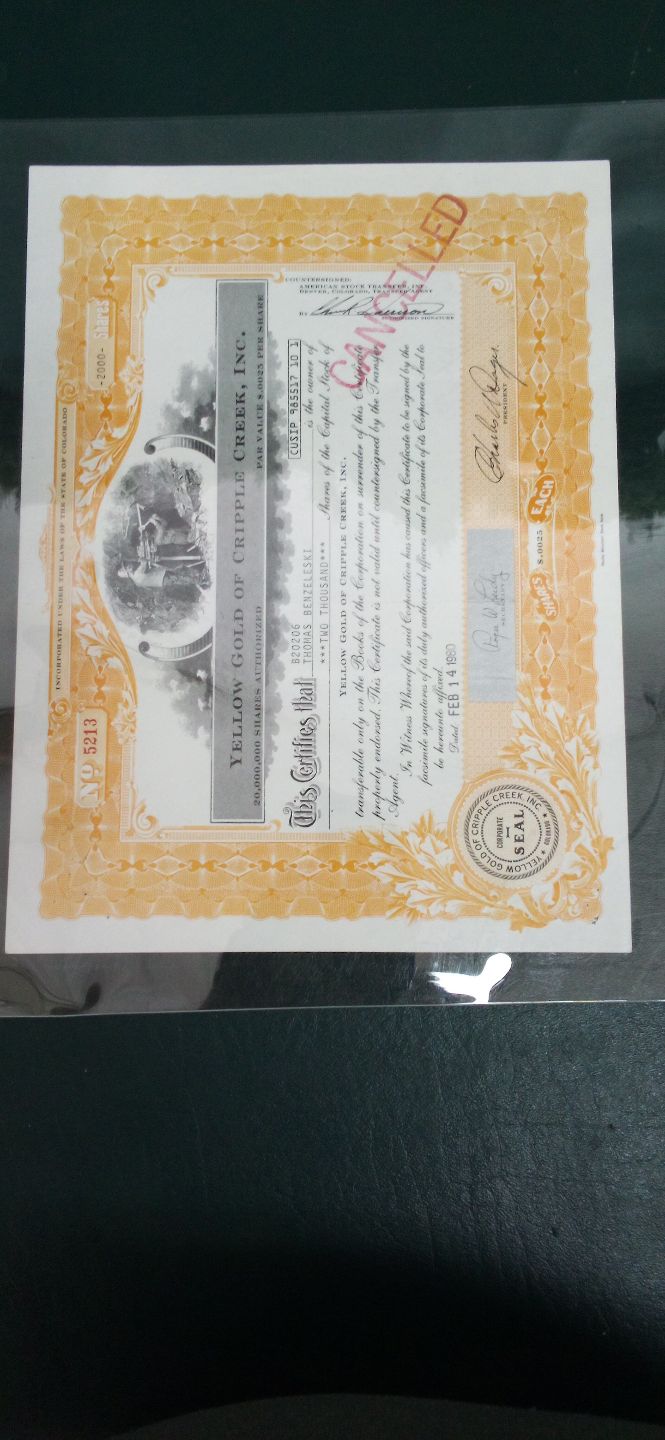 INCORPORATED UNDER THE LAWS OF THE STATE OF COLORADO
Nº 5213
-2000- Shares
YELLOW GOLD OF CRIPPLE CREEK, INC.
20,000,000 SHARES AUTHORIZED PAR VALUE $.0025 PER SHARE
CUSIP 985517 10 1
B20206
This Certifies that THOMAS BENZELESKI is the owner of
***TWO THOUSAND*** Shares of the Capital Stock of
YELLOW GOLD OF CRIPPLE CREEK, INC.
transferable only on the Books of the Corporation on surrender of this Certificate
properly endorsed. This Certificate is not valid until countersigned by the Transfer
Agent.
In Witness Whereof, the said Corporation has caused this Certificate to be signed by the
facsimile signatures of its duly authorized officers and a facsimile of its Corporate Seal to
be hereunto affixed.
Dated FEB 14 1980
COUNTERSIGNED:
AMERICAN STOCK TRANSFER, INC.
DENVER, COLORADO, TRANSFER AGENT
By
AUTHORIZED SIGNATURE
CANCELLED
SECRETARY
PRESIDENT
SHARES $.0025 EACH
YELLOW GOLD OF CRIPPLE CREEK, INC.
CORPORATE
SEAL
COLORADO